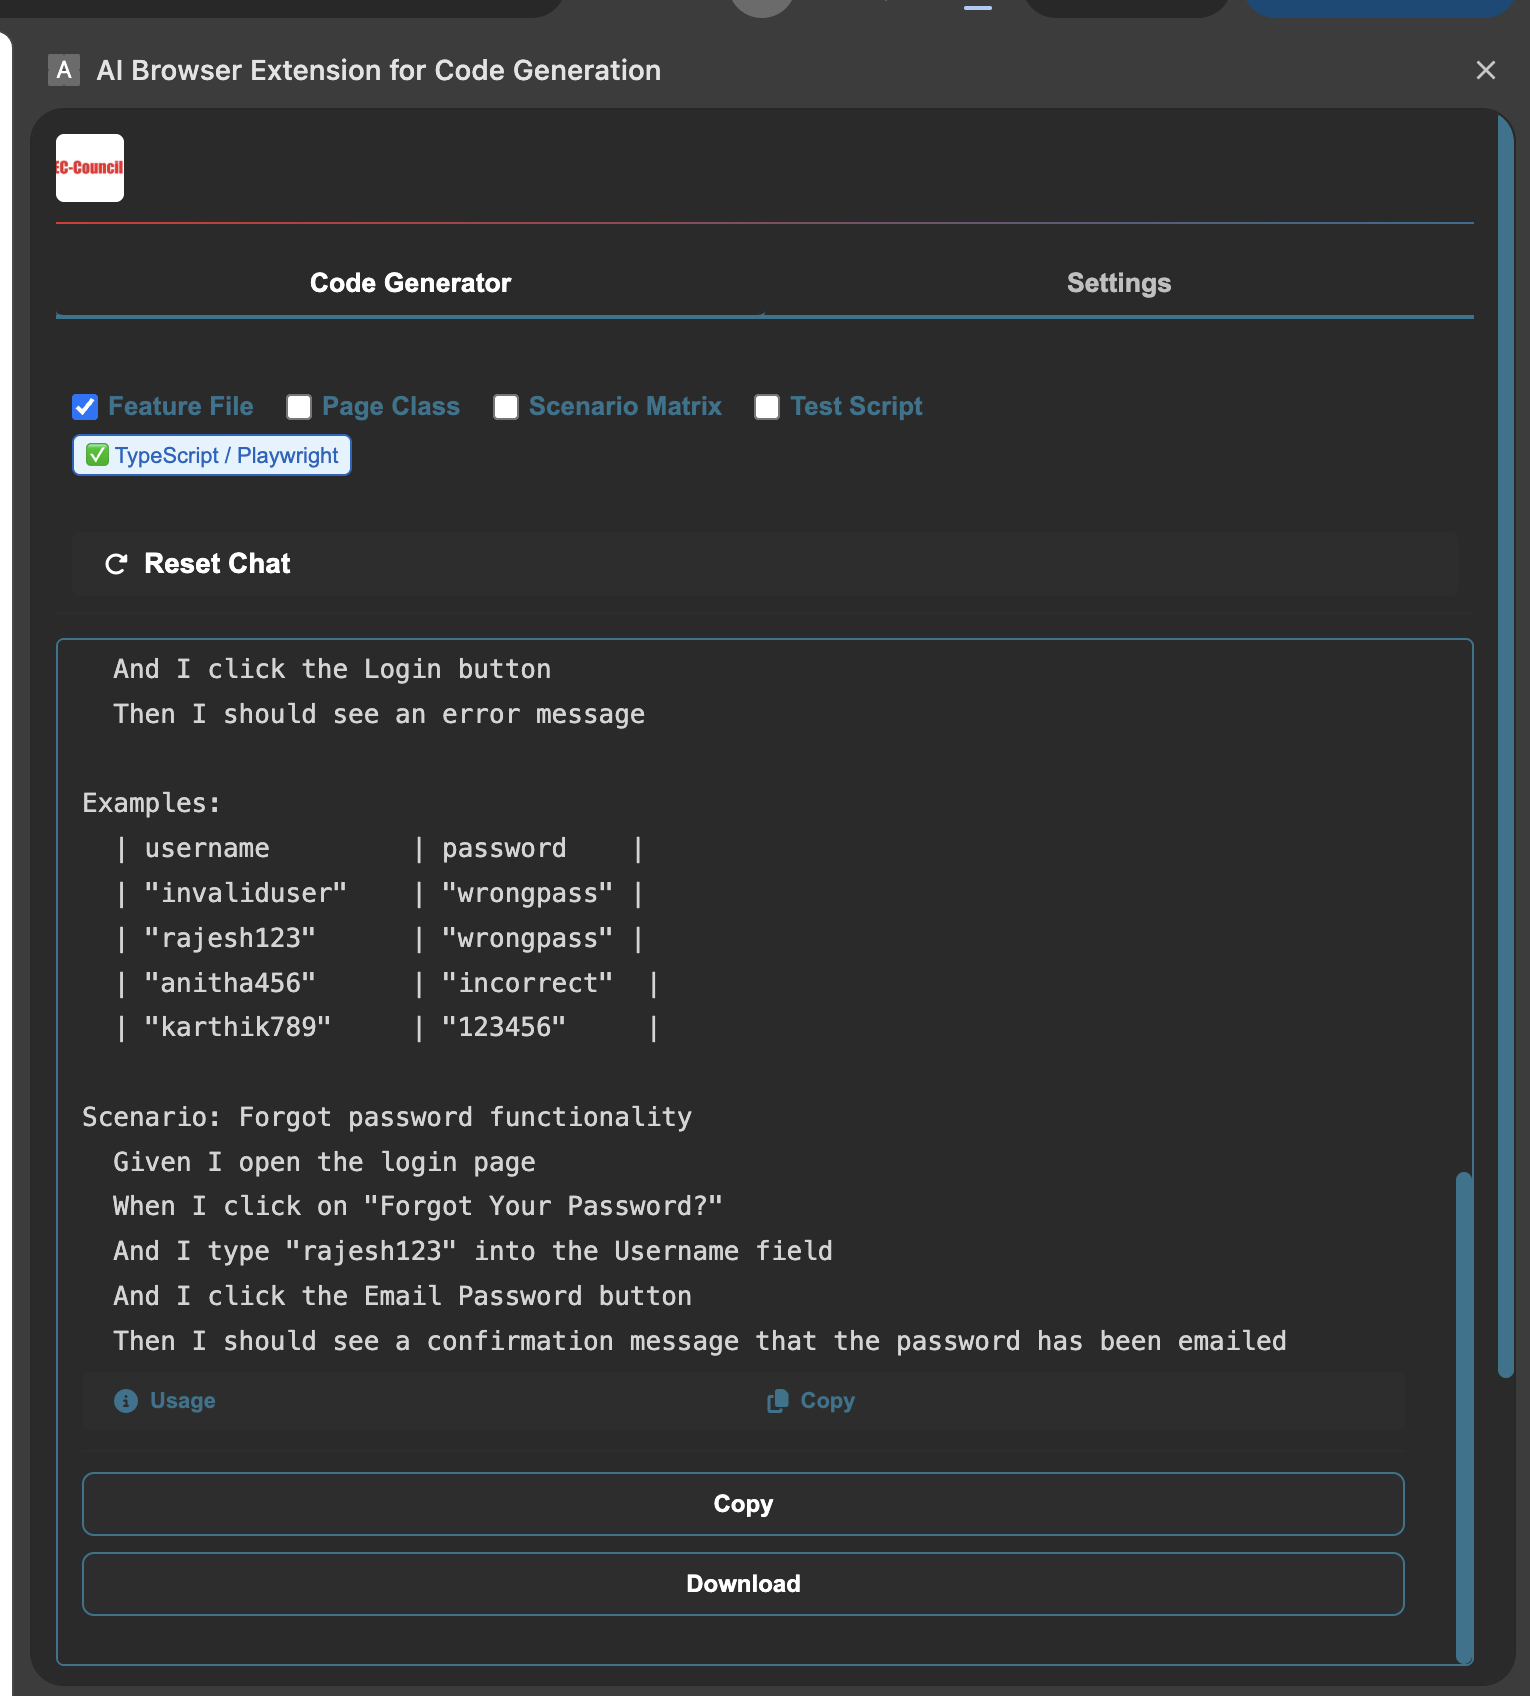 A AI Browser Extension for Code Generation
EC-Council
Code Generator
Settings
Feature File
Page Class
Scenario Matrix
Test Script
TypeScript / Playwright
Reset Chat
And I click the Login button
Then I should see an error message
Examples:
| username | password |
| "invaliduser" | "wrongpass" |
| "rajesh123" | "wrongpass" |
| "anitha456" | "incorrect" |
| "karthik789" | "123456" |
Scenario: Forgot password functionality
Given I open the login page
When I click on "Forgot Your Password?"
And I type "rajesh123" into the Username field
And I click the Email Password button
Then I should see a confirmation message that the password has been emailed
Usage
Copy
Copy
Download